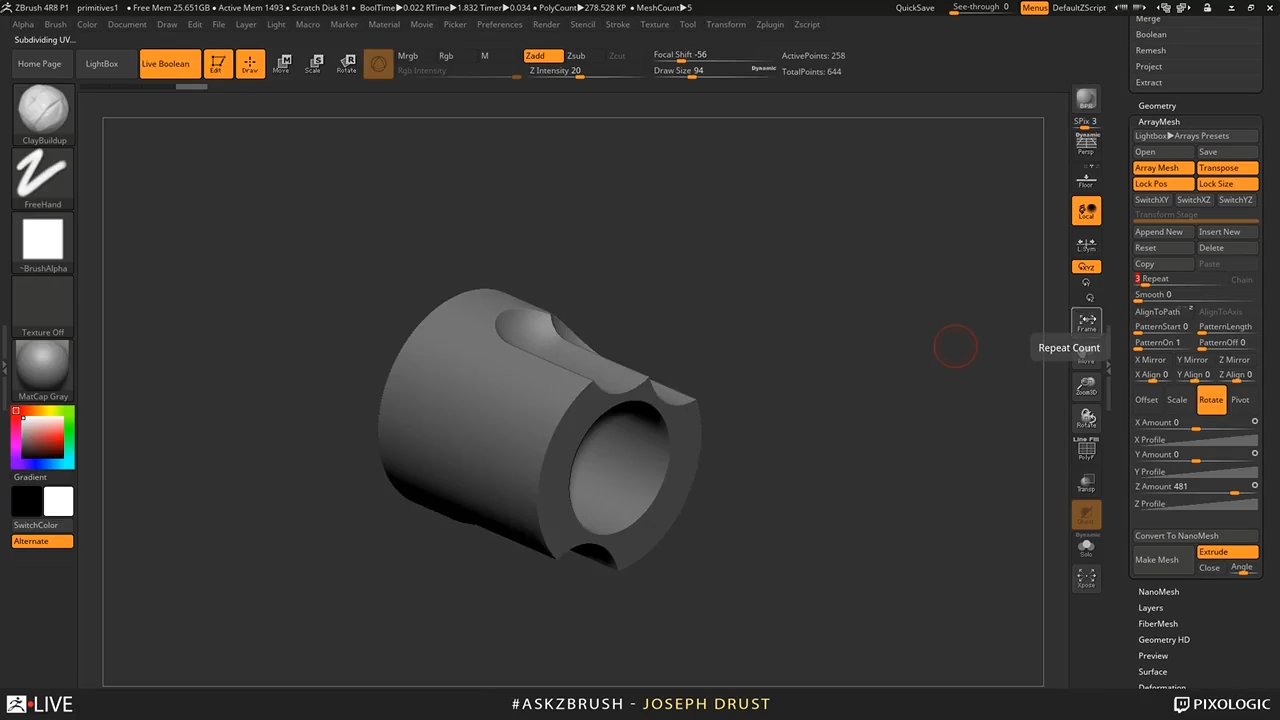 ZBrush 4R8 P1 primitives1 • Free Mem 25.651GB • Active Mem 1493 • Scratch Disk 81 • BoolTime▶0.022 RTime▶1.832 Timer▶0.034 • PolyCount▶278.528 KP • MeshCount▶5 QuickSave See-through 0 Menus DefaultZScript
Alpha Brush Color Document Draw Edit File Layer Light Macro Marker Material Movie Picker Preferences Render Stencil Stroke Texture Tool Transform Zplugin Zscript
Subdividing UV...
Home Page LightBox Live Boolean Edit Draw Move Scale Rotate
Mrgb Rgb M
Rgb Intensity
Zadd Zsub Zcut
Z Intensity 20
Focal Shift -56
Draw Size 94 Dynamic
ActivePoints: 258
TotalPoints: 644
ClayBuildup
FreeHand
~BrushAlpha
Texture Off
MatCap Gray
Gradient
SwitchColor
Alternate
BPR
SPix 3
Dynamic
Persp
Floor
Local
L.Sym
XYZ
Frame
Move
Zoom3D
Rotate
Line Fill
PolyF
Transp
Ghost
Dynamic
Solo
Xpose
Repeat Count
Merge
Boolean
Remesh
Project
Extract
Geometry
ArrayMesh
Lightbox▶Arrays Presets
Open Save
Array Mesh Transpose
Lock Pos Lock Size
SwitchXY SwitchXZ SwitchYZ
Transform Stage
Append New Insert New
Reset Delete
Copy Paste
3 Repeat Chain
Smooth 0
AlignToPath AlignToAxis
PatternStart 0 PatternLength
PatternOn 1 PatternOff 0
X Mirror Y Mirror Z Mirror
X Align 0 Y Align 0 Z Align 0
Offset Scale Rotate Pivot
X Amount 0
X Profile
Y Amount 0
Y Profile
Z Amount 481
Z Profile
Convert To NanoMesh
Make Mesh Extrude
Close Angle
NanoMesh
Layers
FiberMesh
Geometry HD
Preview
Surface
Deformation
LIVE #ASKZBRUSH - JOSEPH DRUST PIXOLOGIC